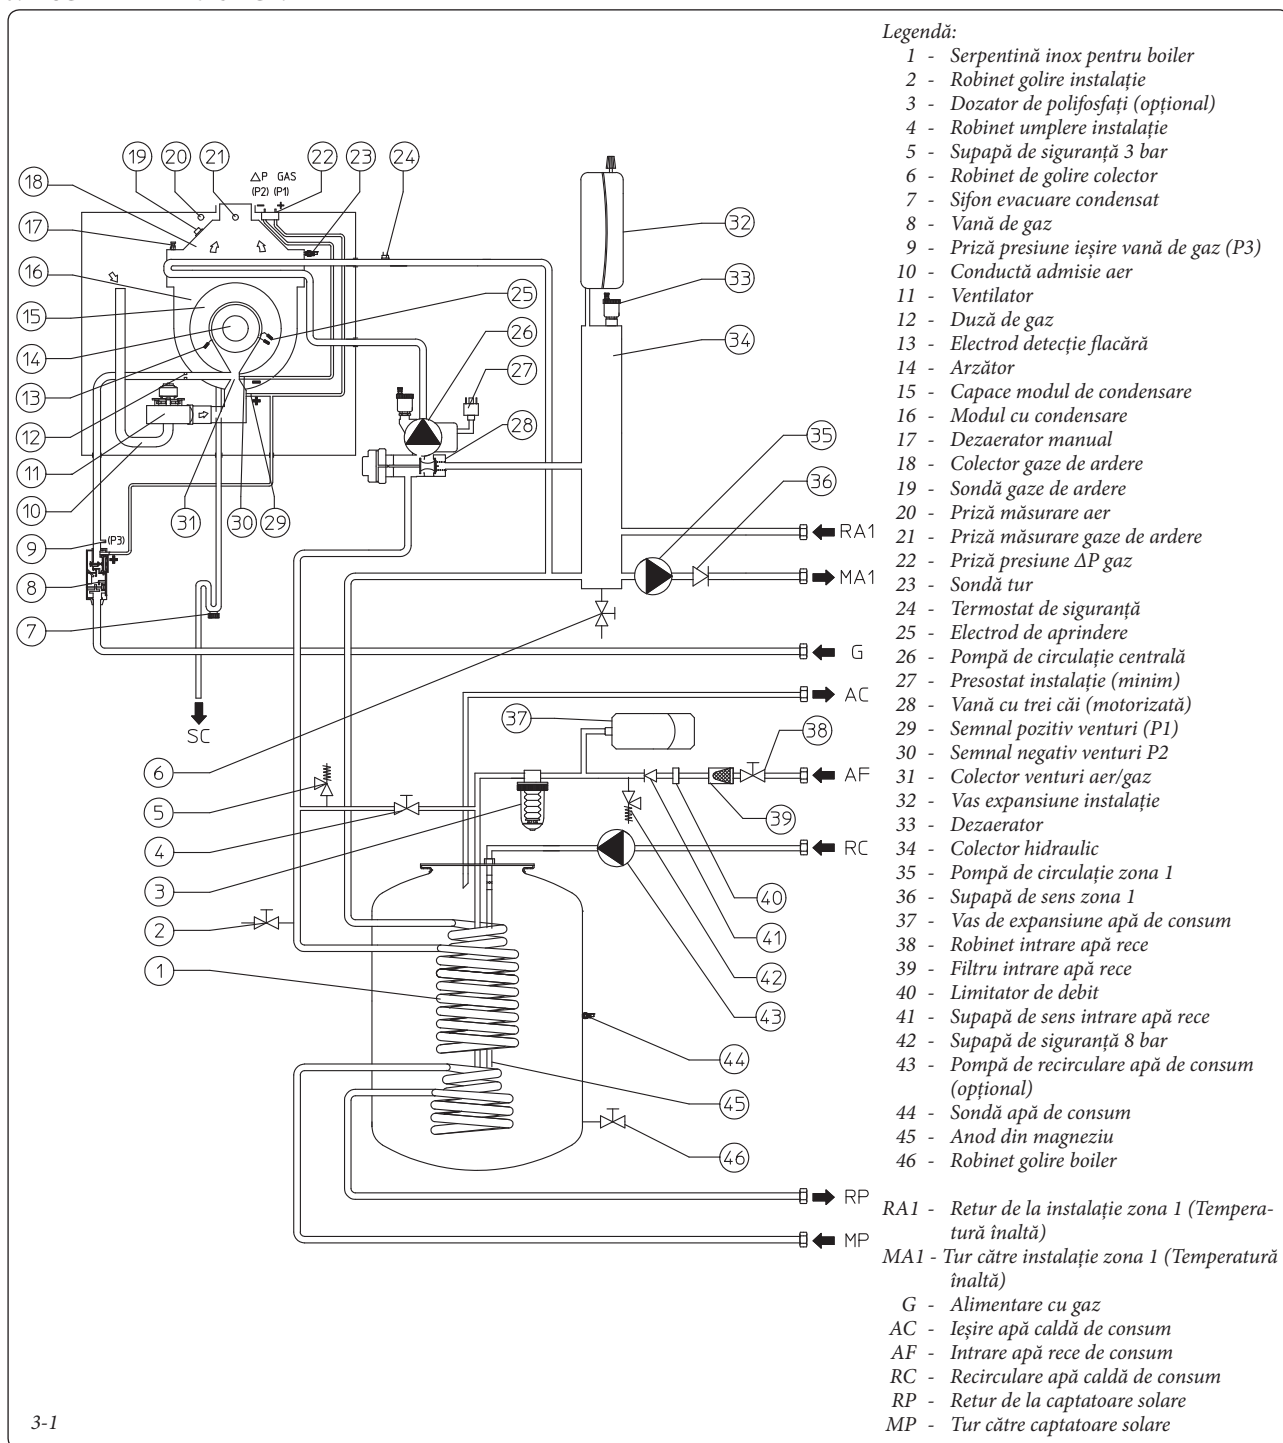 Legendă:
1 - Serpentină inox pentru boiler
2 - Robinet golire instalație
3 - Dozator de polifosfați (opțional)
4 - Robinet umplere instalație
5 - Supapă de siguranță 3 bar
6 - Robinet de golire colector
7 - Sifon evacuare condensat
8 - Vană de gaz
9 - Priză presiune ieșire vană de gaz (P3)
10 - Conductă admisie aer
11 - Ventilator
12 - Duză de gaz
13 - Electrod detecție flacără
14 - Arzător
15 - Capace modul de condensare
16 - Modul cu condensare
17 - Dezaerator manual
18 - Colector gaze de ardere
19 - Sondă gaze de ardere
20 - Priză măsurare aer
21 - Priză măsurare gaze de ardere
22 - Priză presiune ΔP gaz
23 - Sondă tur
24 - Termostat de siguranță
25 - Electrod de aprindere
26 - Pompă de circulație centrală
27 - Presostat instalație (minim)
28 - Vană cu trei căi (motorizată)
29 - Semnal pozitiv venturi (P1)
30 - Semnal negativ venturi P2
31 - Colector venturi aer/gaz
32 - Vas expansiune instalație
33 - Dezaerator
34 - Colector hidraulic
35 - Pompă de circulație zona 1
36 - Supapă de sens zona 1
37 - Vas de expansiune apă de consum
38 - Robinet intrare apă rece
39 - Filtru intrare apă rece
40 - Limitator de debit
41 - Supapă de sens intrare apă rece
42 - Supapă de siguranță 8 bar
43 - Pompă de recirculare apă de consum
(opțional)
44 - Sondă apă de consum
45 - Anod din magneziu
46 - Robinet golire boiler
RA1 - Retur de la instalație zona 1 (Tempera-
tură înaltă)
MA1 - Tur către instalație zona 1 (Temperatură
înaltă)
G - Alimentare cu gaz
AC - Ieșire apă caldă de consum
AF - Intrare apă rece de consum
RC - Recirculare apă caldă de consum
RP - Retur de la captatoare solare
MP - Tur către captatoare solare
19 20 21 22 23 24
△P GAS
(P2) (P1)
- +
18
17
16
15
14
13
12
11
10
9
8
7
(P3)
+
- +
31 30 29
25
26
27
28
32
33
34
35
36
RA1
MA1
G
AC
SC
37
38
AF
39
RC
6
5
4
3
2
1
40
41
42
43
44
45
46
RP
MP
3-1